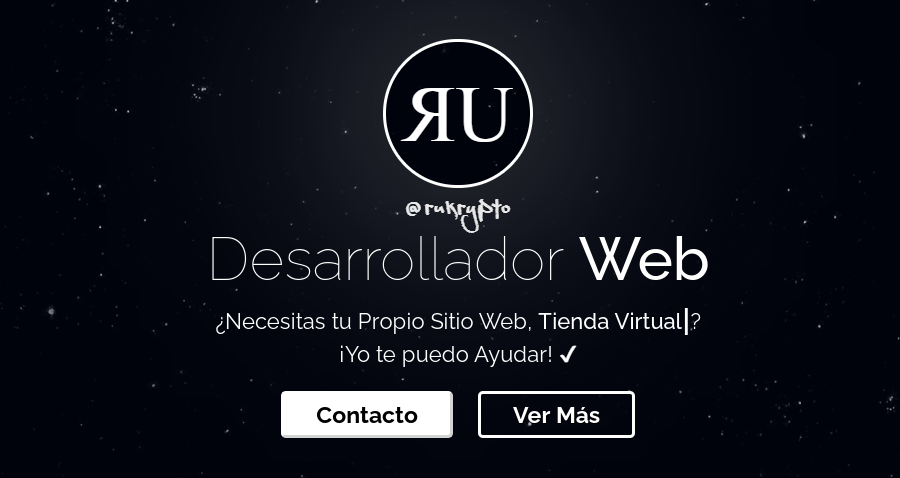 ЯU
@rukrypto
Desarrollador Web
¿Necesitas tu Propio Sitio Web, Tienda Virtual|?
¡Yo te puedo Ayudar! ✔
Contacto
Ver Más